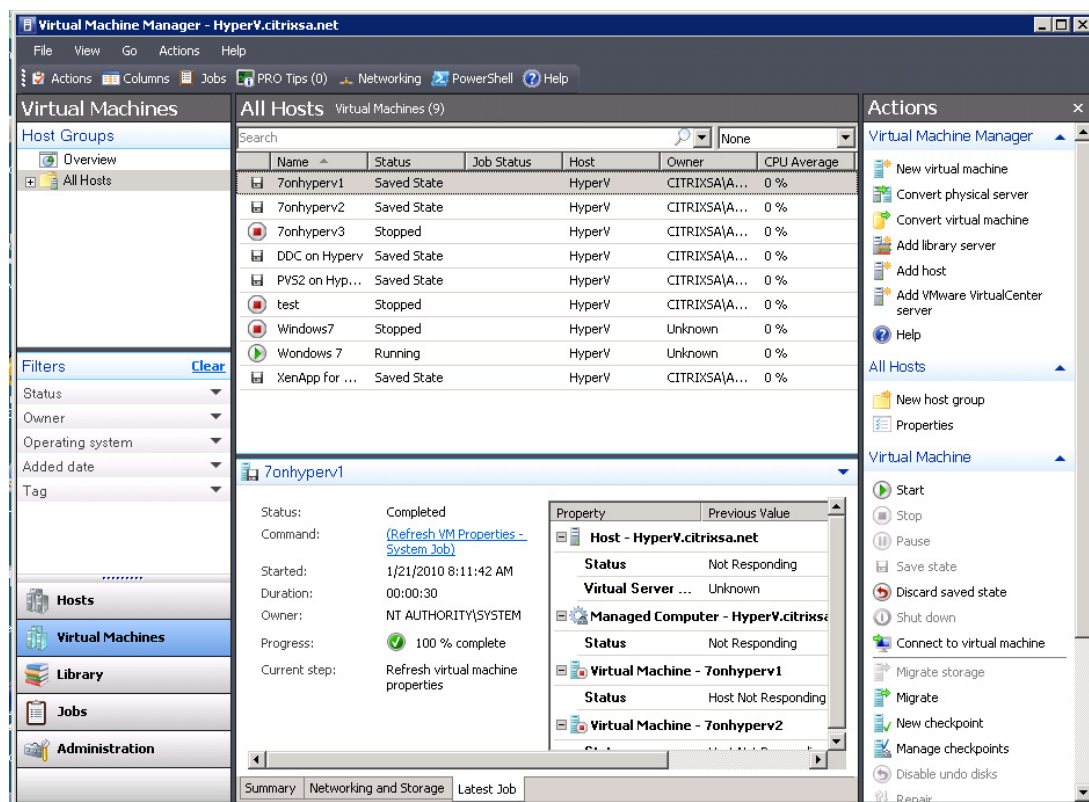 Virtual Machine Manager - HyperV.citrixsa.net
File View Go Actions Help
Actions Columns Jobs PRO Tips (0) Networking PowerShell Help
Virtual Machines
Host Groups
Overview
All Hosts
Filters Clear
Status
Owner
Operating system
Added date
Tag
Hosts
Virtual Machines
Library
Jobs
Administration
All Hosts Virtual Machines (9)
Search None
Name Status Job Status Host Owner CPU Average
7onhyperv1 Saved State HyperV CITRIXSA\A... 0 %
7onhyperv2 Saved State HyperV CITRIXSA\A... 0 %
7onhyperv3 Stopped HyperV CITRIXSA\A... 0 %
DDC on Hyperv Saved State HyperV CITRIXSA\A... 0 %
PVS2 on Hyp... Saved State HyperV CITRIXSA\A... 0 %
test Stopped HyperV CITRIXSA\A... 0 %
Windows7 Stopped HyperV Unknown 0 %
Wondows 7 Running HyperV Unknown 0 %
XenApp for ... Saved State HyperV CITRIXSA\A... 0 %
7onhyperv1
Status: Completed
Command: (Refresh VM Properties -
System Job)
Started: 1/21/2010 8:11:42 AM
Duration: 00:00:30
Owner: NT AUTHORITY\SYSTEM
Progress: 100 % complete
Current step: Refresh virtual machine
properties
Property Previous Value
Host - HyperV.citrixsa.net
Status Not Responding
Virtual Server ... Unknown
Managed Computer - HyperV.citrixsa
Status Not Responding
Virtual Machine - 7onhyperv1
Status Host Not Responding
Virtual Machine - 7onhyperv2
Summary Networking and Storage Latest Job
Actions
Virtual Machine Manager
New virtual machine
Convert physical server
Convert virtual machine
Add library server
Add host
Add VMware VirtualCenter
server
Help
All Hosts
New host group
Properties
Virtual Machine
Start
Stop
Pause
Save state
Discard saved state
Shut down
Connect to virtual machine
Migrate storage
Migrate
New checkpoint
Manage checkpoints
Disable undo disks
Repair